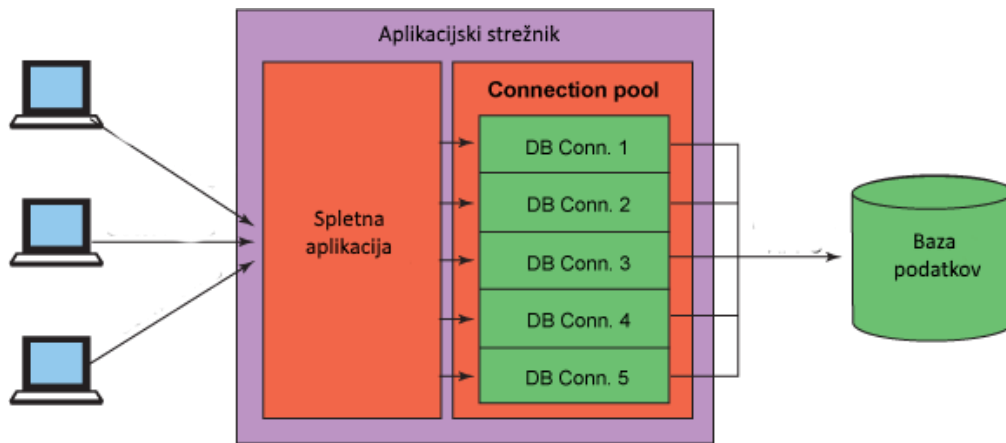 Aplikacijski strežnik
Spletna
aplikacija
Connection pool
DB Conn. 1
DB Conn. 2
DB Conn. 3
DB Conn. 4
DB Conn. 5
Baza
podatkov